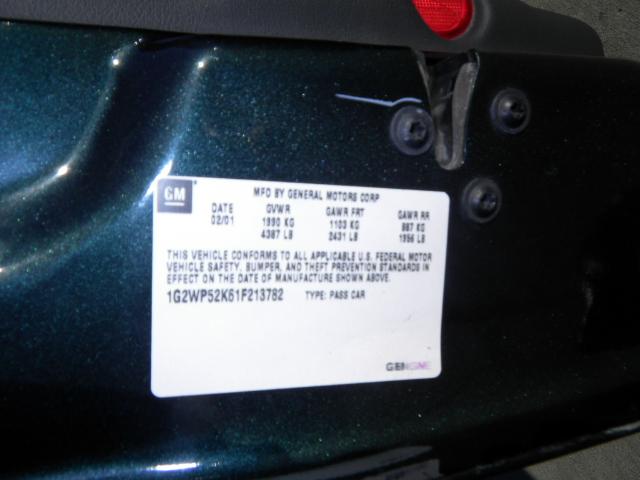 GM
MFD BY GENERAL MOTORS CORP
DATE GVWR GAWR FRT GAWR RR
02/01 1990 KG 1103 KG 887 KG
4387 LB 2431 LB 1956 LB
THIS VEHICLE CONFORMS TO ALL APPLICABLE U.S. FEDERAL MOTOR
VEHICLE SAFETY, BUMPER, AND THEFT PREVENTION STANDARDS IN
EFFECT ON THE DATE OF MANUFACTURE SHOWN ABOVE.
1G2WP52K61F213782 TYPE: PASS CAR